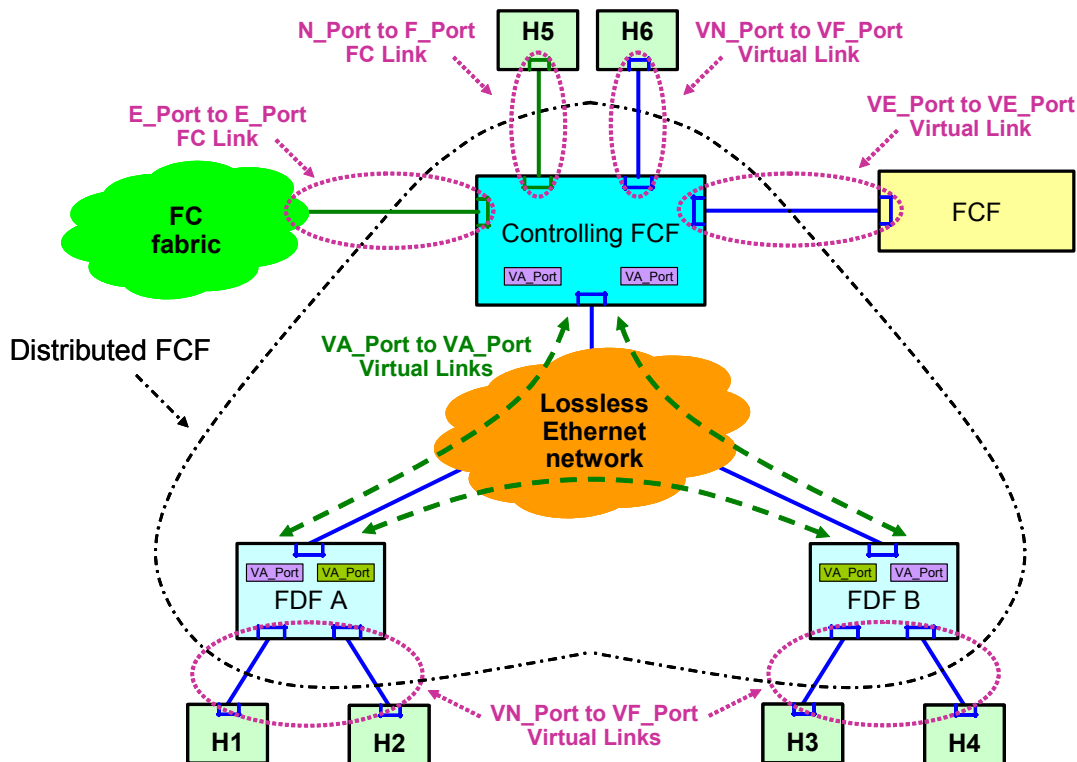 N_Port to F_Port
FC Link
H5
H6
VN_Port to VF_Port
Virtual Link
E_Port to E_Port
FC Link
VE_Port to VE_Port
Virtual Link
FC
fabric
Controlling FCF
FCF
VA_Port
VA_Port
Distributed FCF
VA_Port to VA_Port
Virtual Links
Lossless
Ethernet
network
VA_Port
VA_Port
FDF A
VA_Port
VA_Port
FDF B
VN_Port to VF_Port
Virtual Links
H1
H2
H3
H4